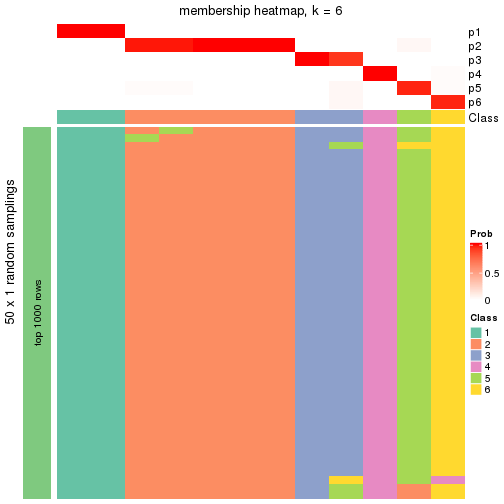 membership heatmap, k = 6
p1
p2
p3
p4
p5
p6
Class
50 x 1 random samplings
top 1000 rows
Prob
1
0.5
0
Class
1
2
3
4
5
6